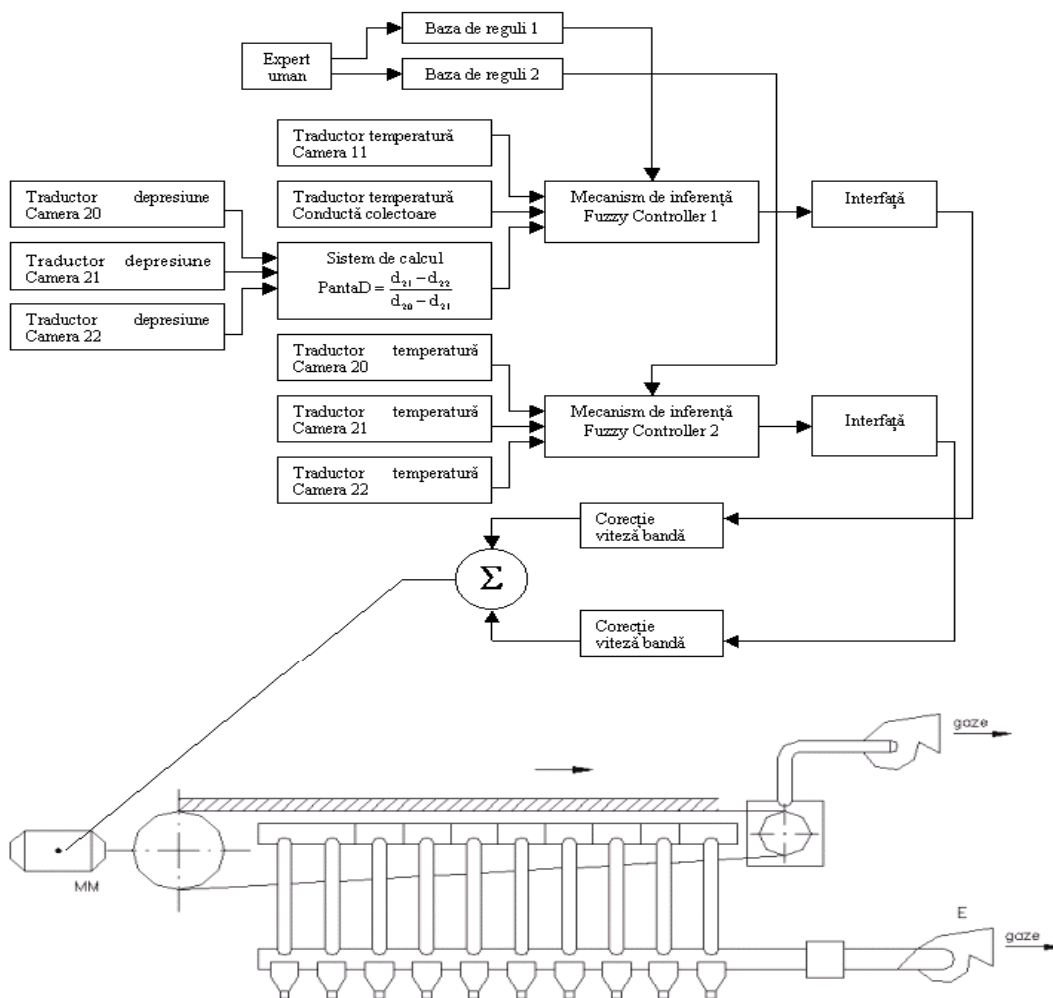 Baza de reguli 1
Expert
uman
Baza de reguli 2
Traductor temperatură
Camera 11
Traductor depresiune
Camera 20
Traductor temperatură
Conductă colectoare
Mecanism de inferență
Fuzzy Controller 1
Interfață
Traductor depresiune
Camera 21
Sistem de calcul
PantaD = (d₂₁ − d₂₂) / (d₂₀ − d₂₁)
Traductor depresiune
Camera 22
Traductor temperatură
Camera 20
Traductor temperatură
Camera 21
Mecanism de inferență
Fuzzy Controller 2
Interfață
Traductor temperatură
Camera 22
Corecție
viteză bandă
Σ
Corecție
viteză bandă
gaze
MM
E
gaze